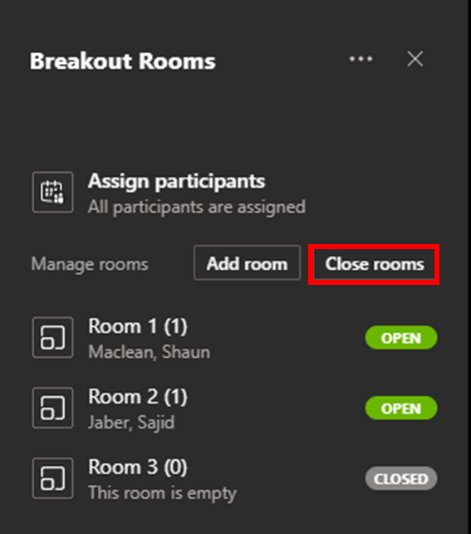 Breakout Rooms
Assign participants
All participants are assigned
Manage rooms Add room Close rooms
Room 1 (1)
Maclean, Shaun
OPEN
Room 2 (1)
Jaber, Sajid
OPEN
Room 3 (0)
This room is empty
CLOSED